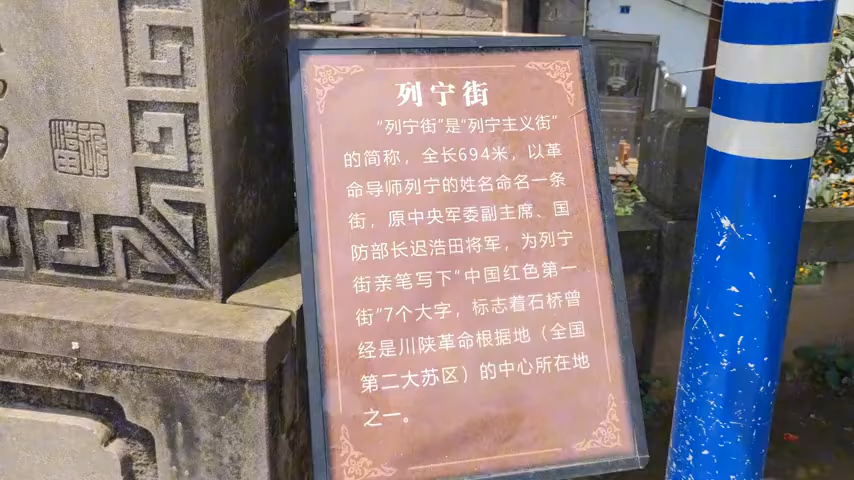 列宁街
“列宁街”是“列宁主义街”
的简称，全长694米，以革
命导师列宁的姓名命名一条
街，原中央军委副主席、国
防部长迟浩田将军，为列宁
街亲笔写下“中国红色第一
街”7个大字，标志着石桥曾
经是川陕革命根据地（全国
第二大苏区）的中心所在地
之一。